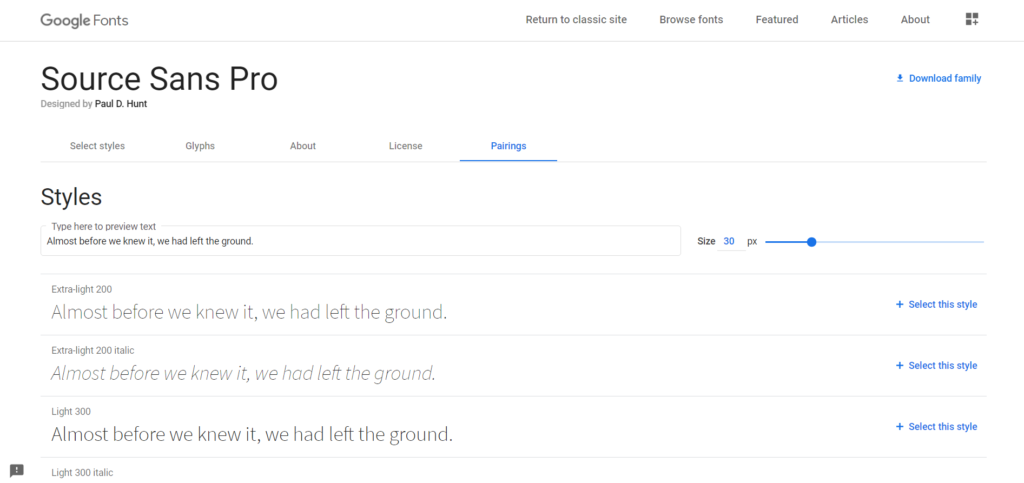 Google Fonts
Return to classic site Browse fonts Featured Articles About
Source Sans Pro
Download family
Designed by Paul D. Hunt
Select styles Glyphs About License Pairings
Styles
Type here to preview text
Almost before we knew it, we had left the ground.
Size 30 px
Extra-light 200
Almost before we knew it, we had left the ground.
+ Select this style
Extra-light 200 italic
Almost before we knew it, we had left the ground.
+ Select this style
Light 300
Almost before we knew it, we had left the ground.
+ Select this style
Light 300 italic